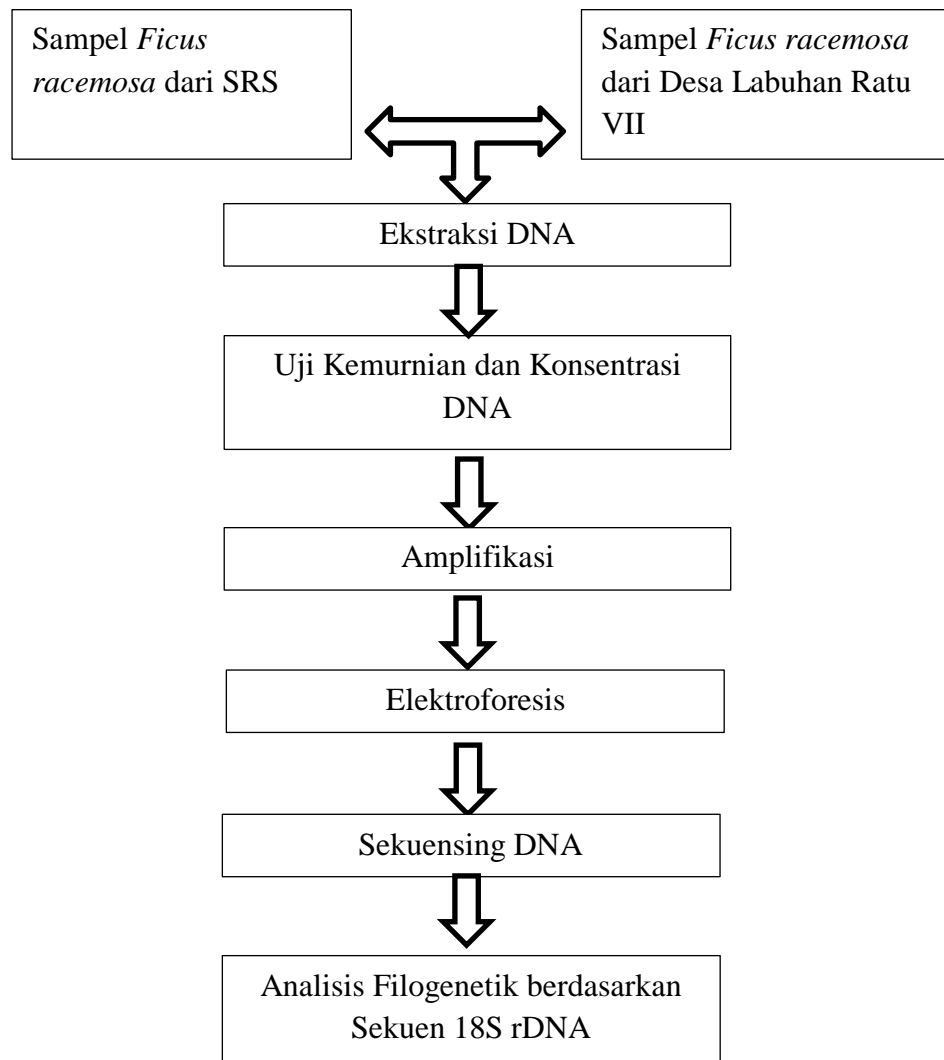 Sampel Ficus
racemosa dari SRS
Sampel Ficus racemosa
dari Desa Labuhan Ratu
VII
Ekstraksi DNA
Uji Kemurnian dan Konsentrasi
DNA
Amplifikasi
Elektroforesis
Sekuensing DNA
Analisis Filogenetik berdasarkan
Sekuen 18S rDNA